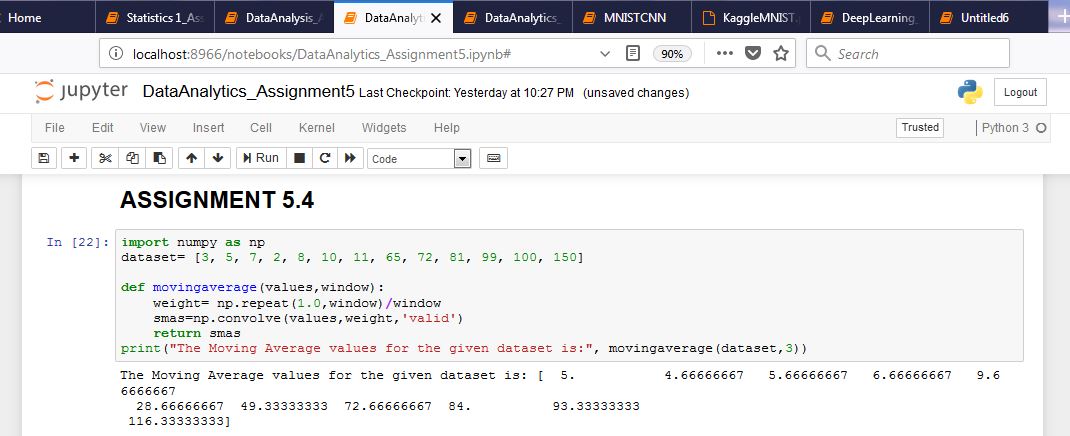 Home Statistics 1_Ass DataAnalysis_A DataAnalyti DataAnalytics_ MNISTCNN KaggleMNIST. DeepLearning_ Untitled6
localhost:8966/notebooks/DataAnalytics_Assignment5.ipynb# 90% Search
jupyter DataAnalytics_Assignment5 Last Checkpoint: Yesterday at 10:27 PM (unsaved changes) Logout
File Edit View Insert Cell Kernel Widgets Help Trusted Python 3
Run Code
ASSIGNMENT 5.4
In [22]: import numpy as np
dataset= [3, 5, 7, 2, 8, 10, 11, 65, 72, 81, 99, 100, 150]
def movingaverage(values,window):
weight= np.repeat(1.0,window)/window
smas=np.convolve(values,weight,'valid')
return smas
print("The Moving Average values for the given dataset is:", movingaverage(dataset,3))
The Moving Average values for the given dataset is: [ 5. 4.66666667 5.66666667 6.66666667 9.6
6666667
28.66666667 49.33333333 72.66666667 84. 93.33333333
116.33333333]